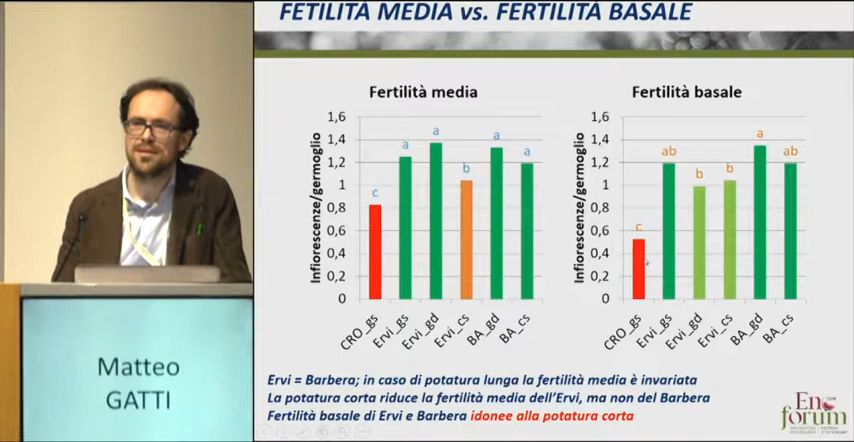 FETILITÀ MEDIA vs. FERTILITÀ BASALE
Fertilità media
Infiorescenze/germoglio
1,6
1,4
1,2
1
0,8
0,6
0,4
0,2
0
c
a
a
b
a
a
CRO_gs
Ervi_gs
Ervi_gd
Ervi_cs
BA_gd
BA_cs
Fertilità basale
Infiorescenze/germoglio
1,6
1,4
1,2
1
0,8
0,6
0,4
0,2
0
c
ab
b
b
a
ab
CRO_gs
Ervi_gs
Ervi_gd
Ervi_cs
BA_gd
BA_cs
Ervi = Barbera; in caso di potatura lunga la fertilità media è invariata
La potatura corta riduce la fertilità media dell'Ervi, ma non del Barbera
Fertilità basale di Ervi e Barbera idonee alla potatura corta
Matteo
GATTI
En
forum